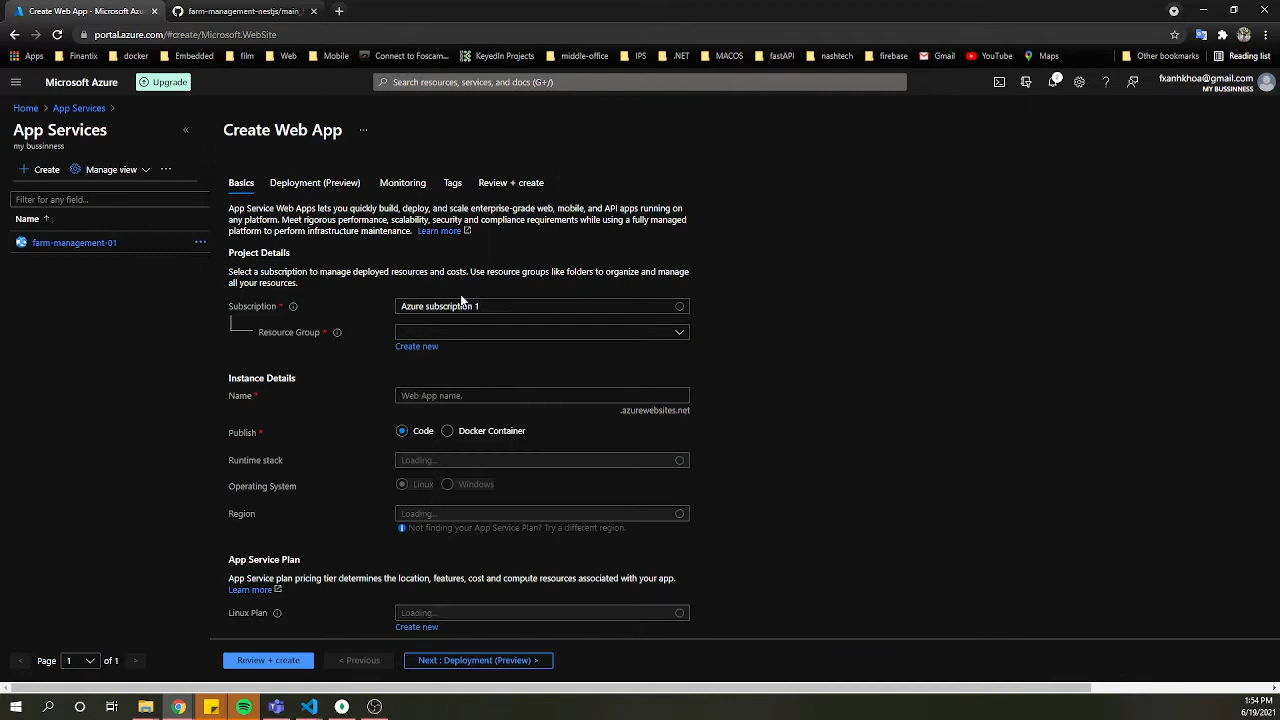 Create Web App - Microsoft Azur
farm-management-nestjs/main_
portal.azure.com/#create/Microsoft.WebSite
Apps
Finantix
docker
film
Web
Mobile
Connect to Foscam...
KeyedIn Projects
middle-office
IPS
.NET
MACOS
fastAPI
nashtech
firebase
Gmail
YouTube
Maps
Other bookmarks
Reading list
Microsoft Azure
Upgrade
Search resources, services, and docs (G+/)
fxanhkhoa@gmail.com
MY BUSSINNESS
Home > App Services >
App Services
my bussinness
Create
Manage view
Filter for any field...
Name
farm-management-01
Page 1 of 1
Create Web App
Basics
Deployment (Preview)
Monitoring
Tags
Review + create
App Service Web Apps lets you quickly build, deploy, and scale enterprise-grade web, mobile, and API apps running on
any platform. Meet rigorous performance, scalability, security and compliance requirements while using a fully managed
platform to perform infrastructure maintenance. Learn more
Project Details
Select a subscription to manage deployed resources and costs. Use resource groups like folders to organize and manage
all your resources.
Subscription *
Azure subscription 1
Resource Group *
Create new
Instance Details
Name *
Web App name.
.azurewebsites.net
Publish *
Code
Docker Container
Runtime stack
Loading...
Operating System
Linux
Windows
Region
Loading...
Not finding your App Service Plan? Try a different region.
App Service Plan
App Service plan pricing tier determines the location, features, cost and compute resources associated with your app.
Learn more
Linux Plan
Loading...
Create new
Review + create
< Previous
Next : Deployment (Preview) >
1:54 PM
6/19/2021